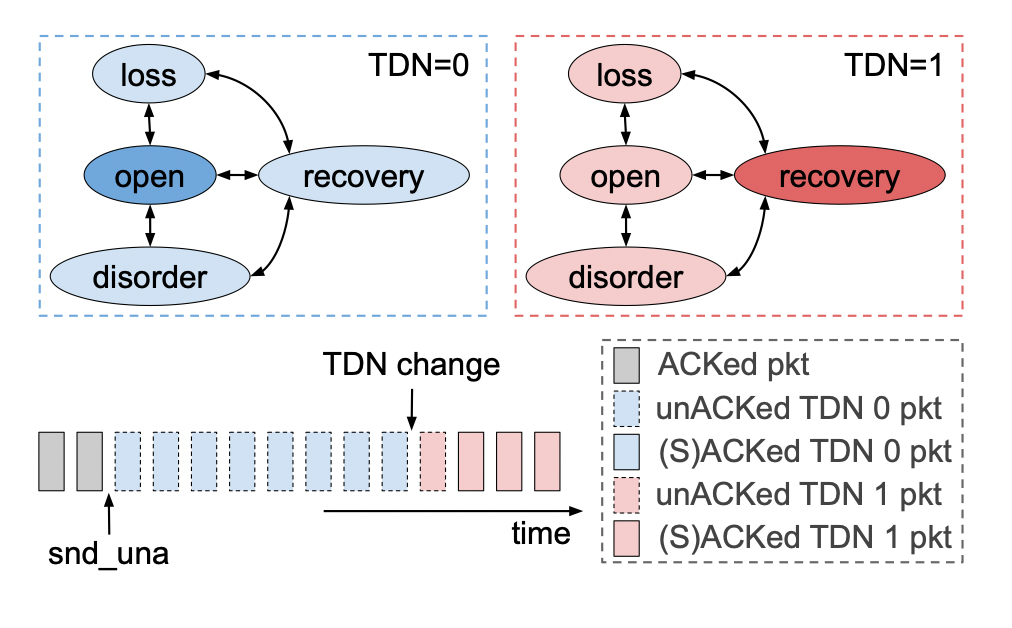 TDN=0
loss
open
recovery
disorder
TDN=1
loss
open
recovery
disorder
TDN change
snd_una
time
ACKed pkt
unACKed TDN 0 pkt
(S)ACKed TDN 0 pkt
unACKed TDN 1 pkt
(S)ACKed TDN 1 pkt